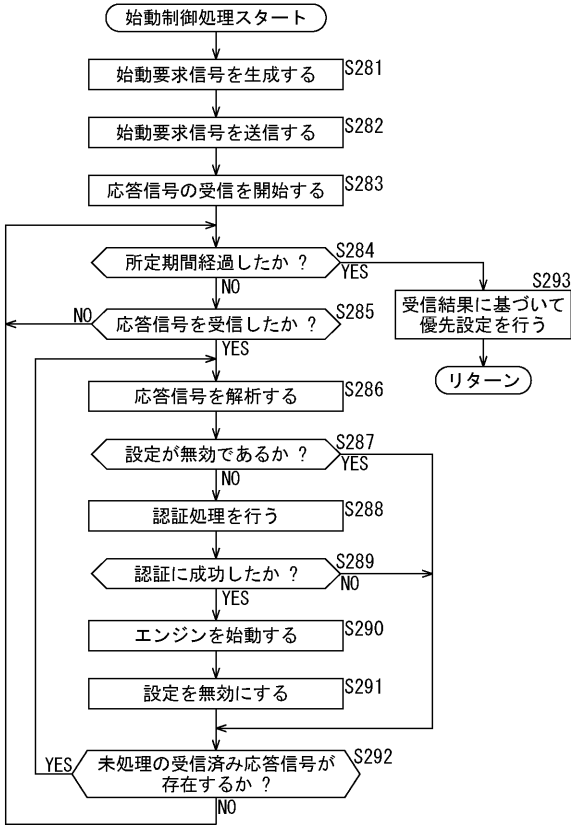 始動制御処理スタート
始動要求信号を生成する
S281
始動要求信号を送信する
S282
応答信号の受信を開始する
S283
所定期間経過したか ?
S284
YES
NO
S293
受信結果に基づいて
優先設定を行う
リターン
応答信号を受信したか ?
S285
NO
YES
応答信号を解析する
S286
設定が無効であるか ?
S287
YES
NO
認証処理を行う
S288
認証に成功したか ?
S289
NO
YES
エンジンを始動する
S290
設定を無効にする
S291
未処理の受信済み応答信号が
存在するか ?
S292
YES
NO